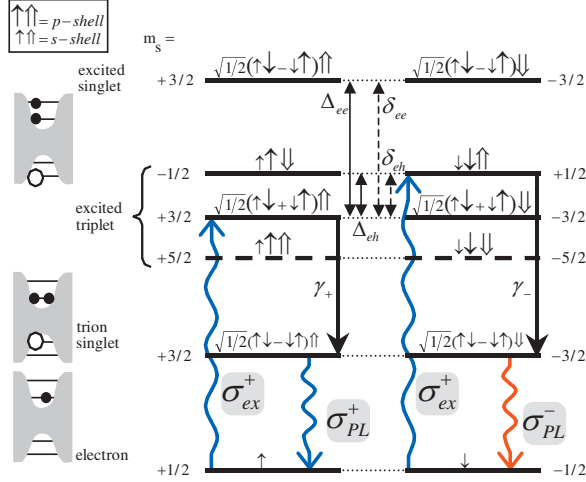 ↑⇑ = p-shell
↑⇑ = s-shell
m_s =
excited
singlet
+3/2 √1/2(↑↓−↓↑)⇑ √1/2(↑↓−↓↑)⇓ −3/2
Δ_ee δ_ee
−1/2 ↑↑⇓ ↓↓⇑ +1/2
δ_eh
excited
triplet
+3/2 √1/2(↑↓+↓↑)⇑ √1/2(↑↓+↓↑)⇓ −3/2
Δ_eh
+5/2 ↑↑⇑ ↓↓⇓ −5/2
γ_+ γ_−
trion
singlet
+3/2 √1/2(↑↓−↓↑)⇑ √1/2(↑↓−↓↑)⇓ −3/2
σ⁺_ex σ⁺_PL σ⁺_ex σ⁻_PL
electron
+1/2 ↑ ↓ −1/2